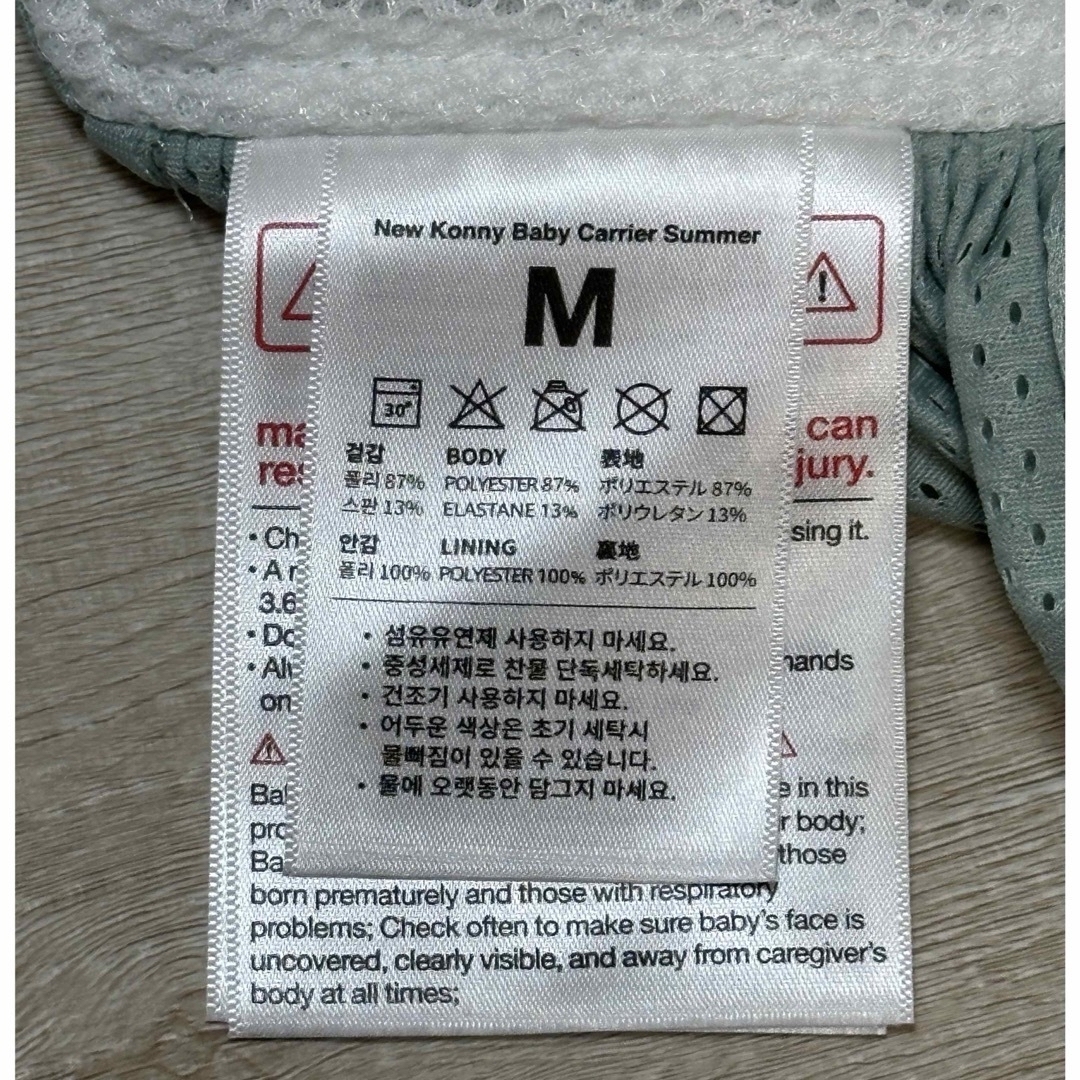 New Konny Baby Carrier Summer
M
30°
걸감 BODY 表地
폴리 87% POLYESTER 87% ポリエステル 87%
스판 13% ELASTANE 13% ポリウレタン 13%
안감 LINING 裏地
폴리 100% POLYESTER 100% ポリエステル 100%
• 섬유유연제 사용하지 마세요.
• 중성세제로 찬물 단독세탁하세요.
• 건조기 사용하지 마세요.
• 어두운 색상은 초기 세탁시
물빠짐이 있을 수 있습니다.
• 물에 오랫동안 담그지 마세요.
can
jury.
sing it.
3.6
on
hands
in this
body;
those
born prematurely and those with respiratory
problems; Check often to make sure baby's face is
uncovered, clearly visible, and away from caregiver's
body at all times;